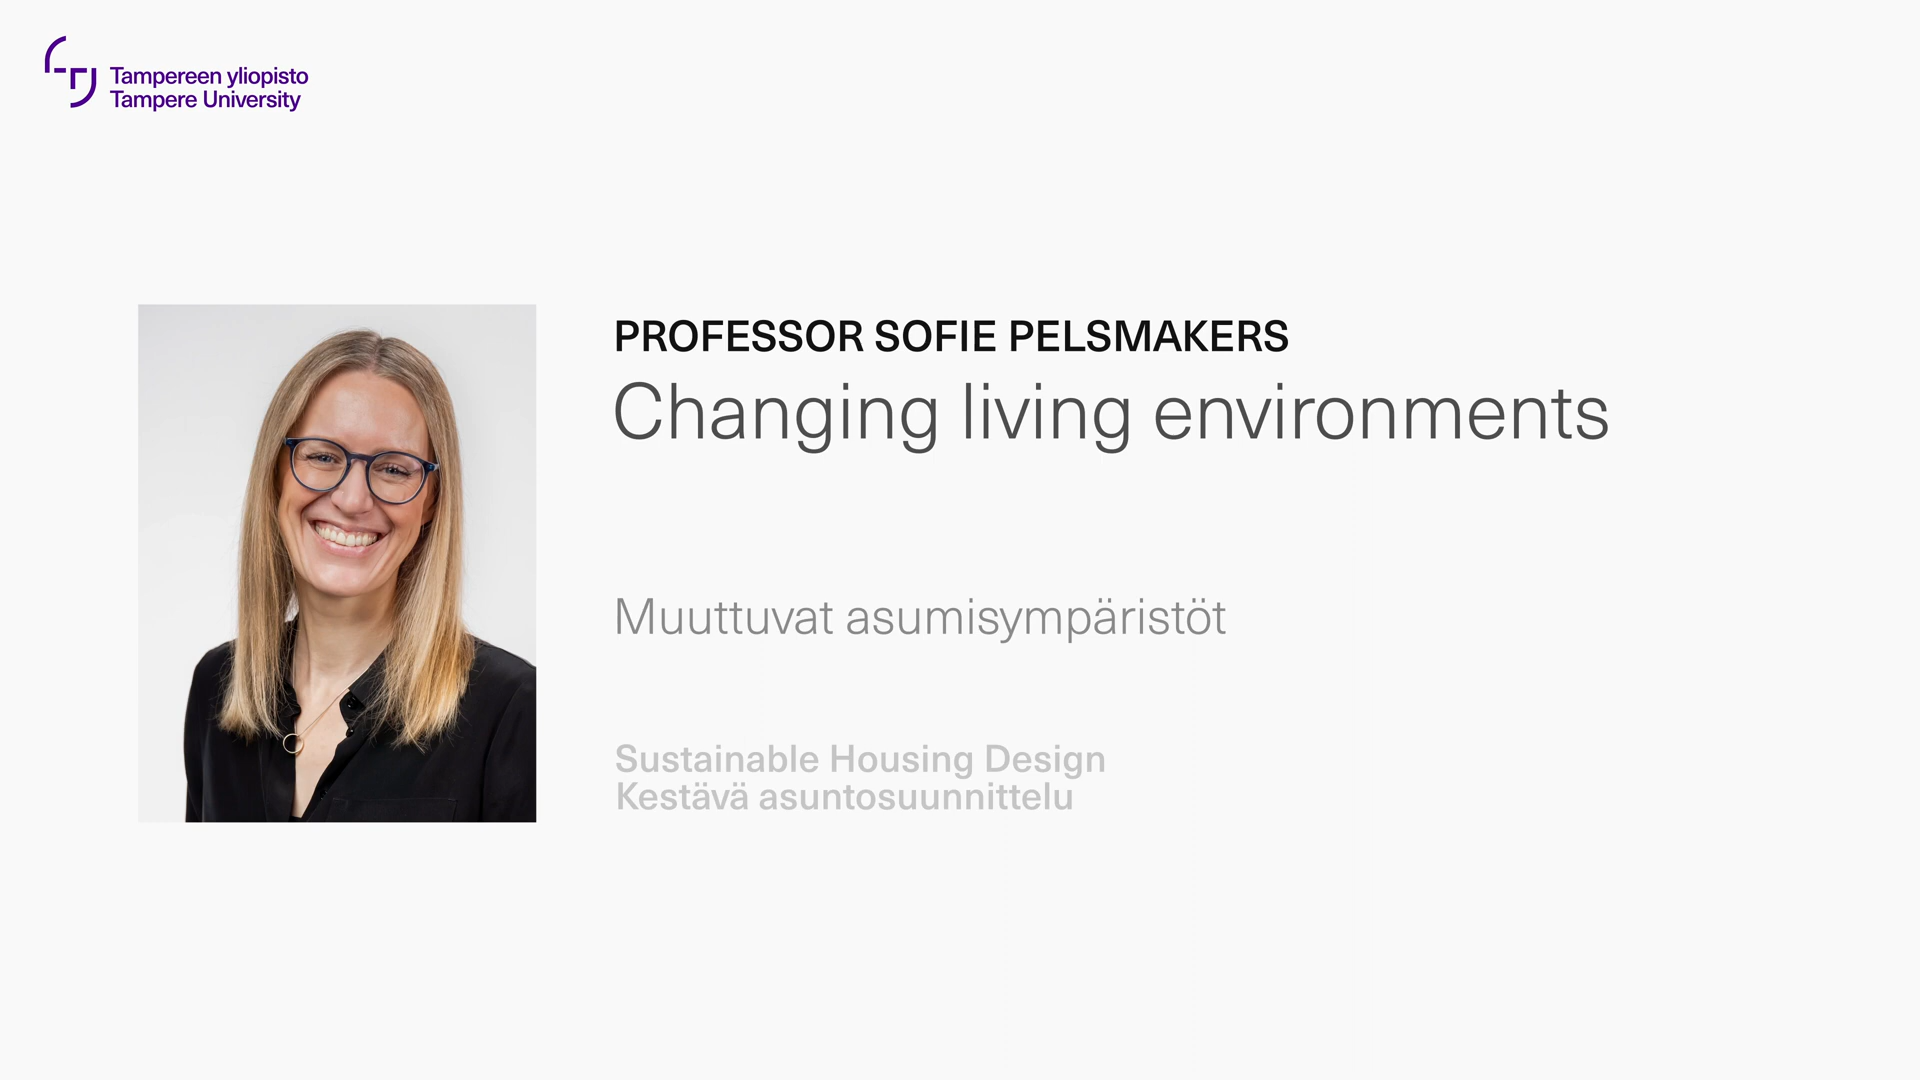 Tampereen yliopisto
Tampere University
PROFESSOR SOFIE PELSMAKERS
Changing living environments
Muuttuvat asumisympäristöt
Sustainable Housing Design
Kestävä asuntosuunnittelu